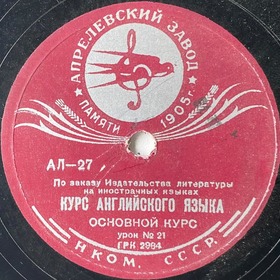 АПРЕЛЕВСКИЙ ЗАВОД
ПАМЯТИ 1905 г.
АЛ—27
По заказу Издательства литературы
на иностранных языках
КУРС АНГЛИЙСКОГО ЯЗЫКА
ОСНОВНОЙ КУРС
урок № 21
ГРК 2994
НКОМ. СССР.